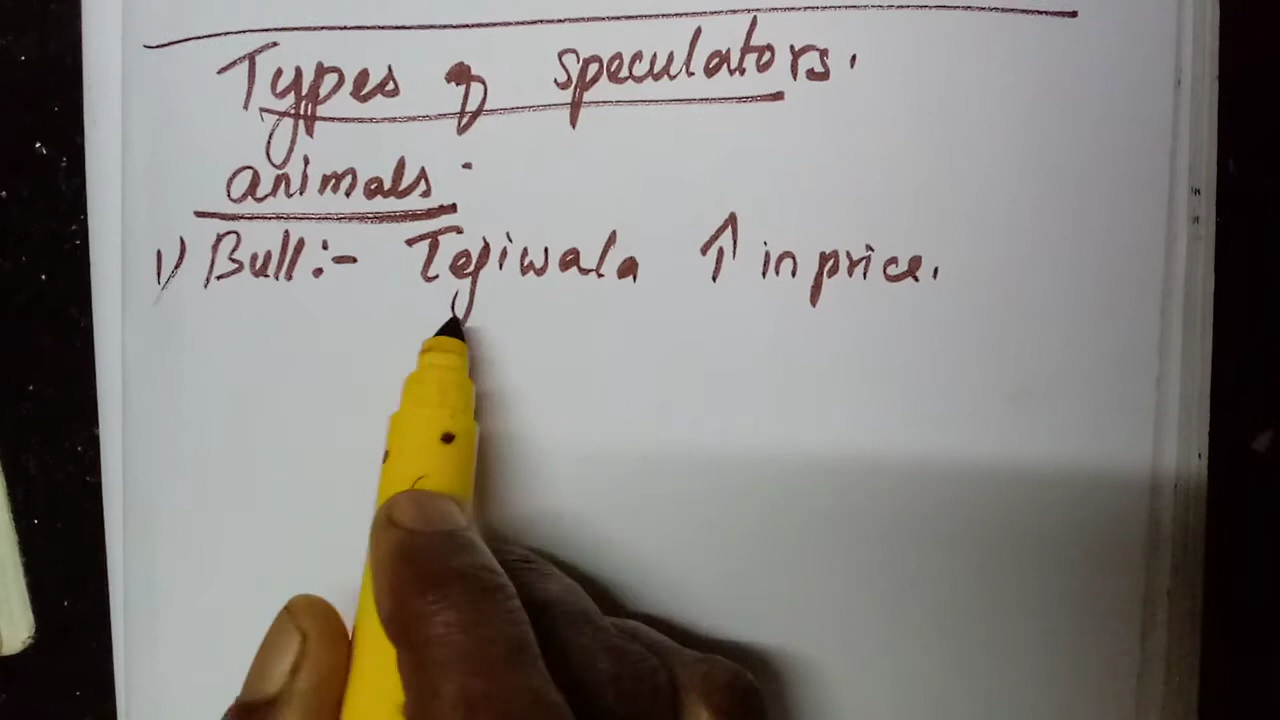 Types of speculators.
animals.
1) Bull:- Tejiwala ↑ in price.